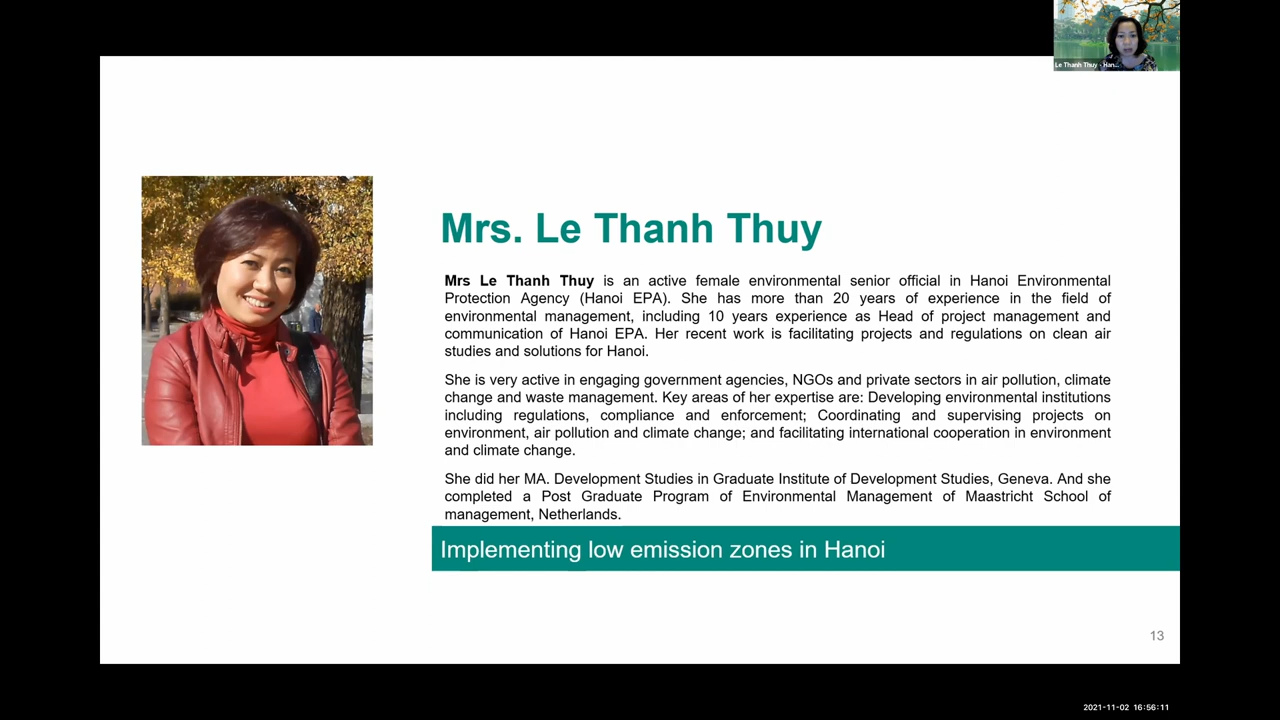 Le Thanh Thuy - Han...
Mrs. Le Thanh Thuy
Mrs Le Thanh Thuy is an active female environmental senior official in Hanoi Environmental
Protection Agency (Hanoi EPA). She has more than 20 years of experience in the field of
environmental management, including 10 years experience as Head of project management and
communication of Hanoi EPA. Her recent work is facilitating projects and regulations on clean air
studies and solutions for Hanoi.
She is very active in engaging government agencies, NGOs and private sectors in air pollution, climate
change and waste management. Key areas of her expertise are: Developing environmental institutions
including regulations, compliance and enforcement; Coordinating and supervising projects on
environment, air pollution and climate change; and facilitating international cooperation in environment
and climate change.
She did her MA. Development Studies in Graduate Institute of Development Studies, Geneva. And she
completed a Post Graduate Program of Environmental Management of Maastricht School of
management, Netherlands.
Implementing low emission zones in Hanoi
13
2021-11-02 16:56:11